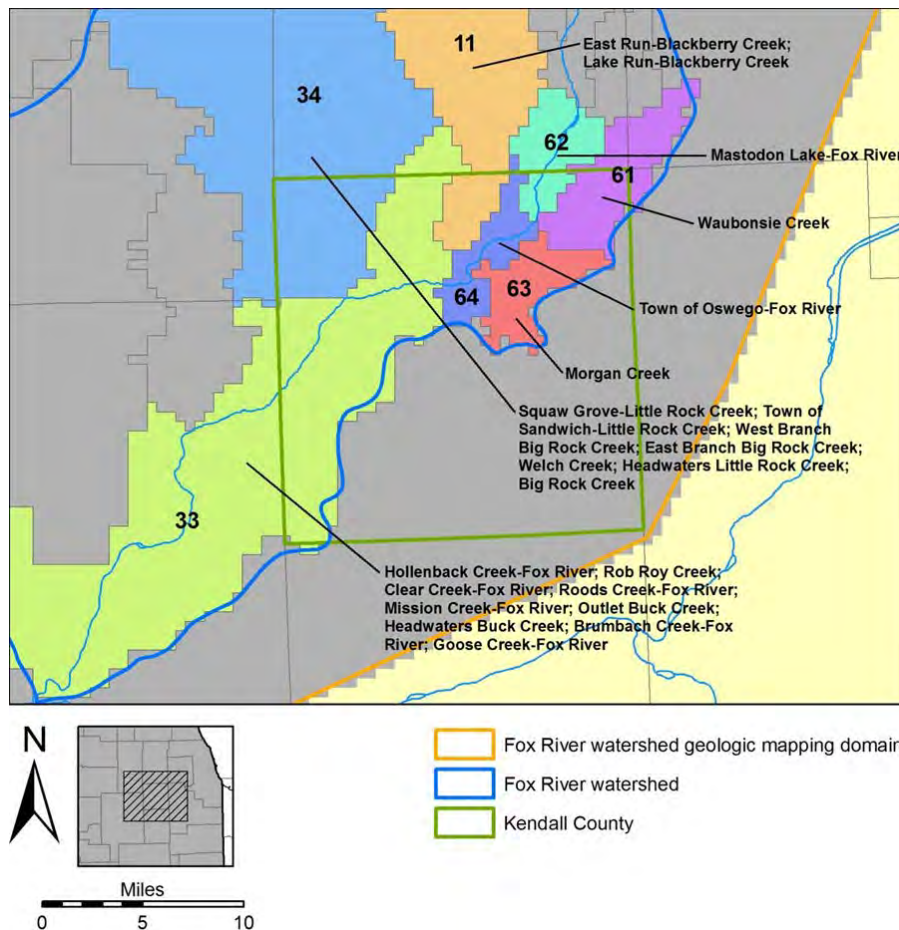 11
East Run-Blackberry Creek;
Lake Run-Blackberry Creek
34
62
Mastodon Lake-Fox River
61
Waubonsie Creek
64
63
Town of Oswego-Fox River
Morgan Creek
Squaw Grove-Little Rock Creek; Town of
Sandwich-Little Rock Creek; West Branch
Big Rock Creek; East Branch Big Rock Creek;
Welch Creek; Headwaters Little Rock Creek;
Big Rock Creek
33
Hollenback Creek-Fox River; Rob Roy Creek;
Clear Creek-Fox River; Roods Creek-Fox River;
Mission Creek-Fox River; Outlet Buck Creek;
Headwaters Buck Creek; Brumbach Creek-Fox
River; Goose Creek-Fox River
N
Fox River watershed geologic mapping domain
Fox River watershed
Kendall County
Miles
0 5 10